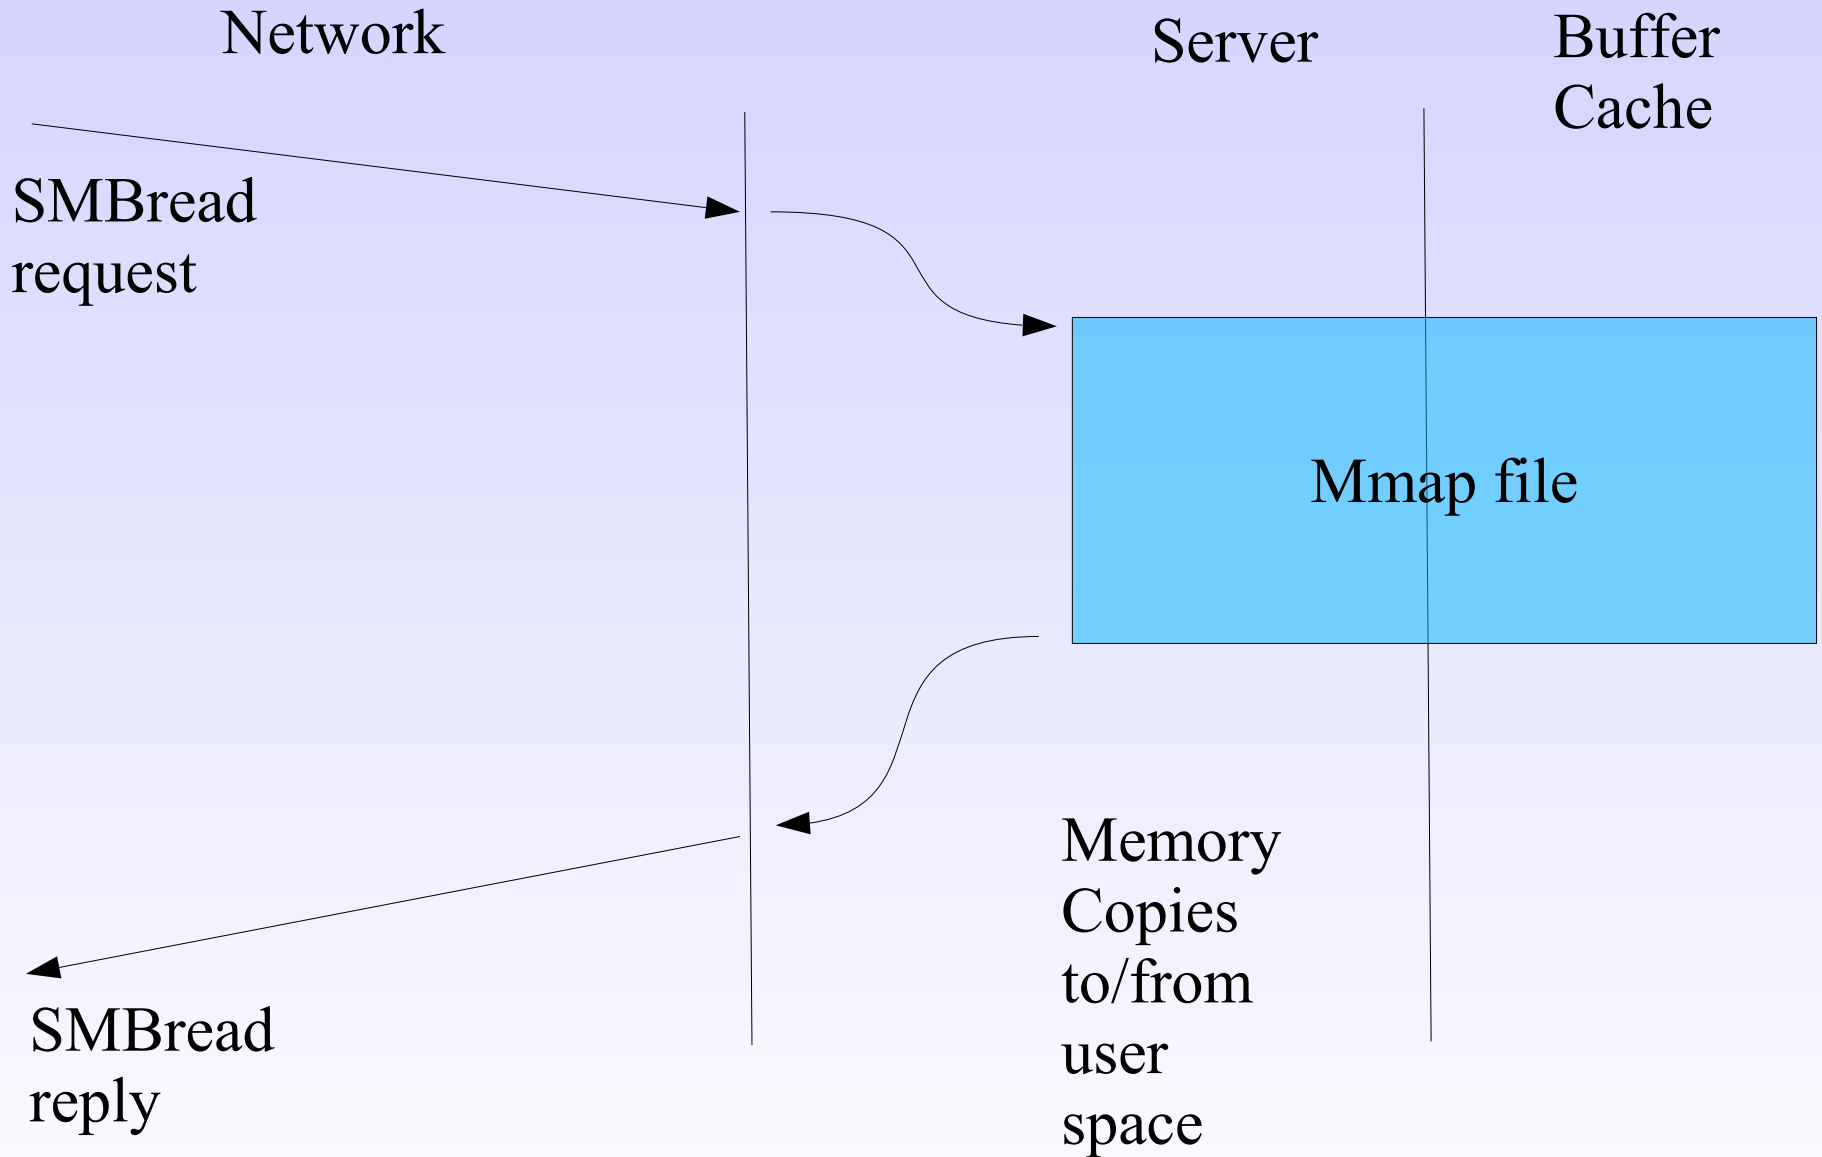 Network
Server
Buffer
Cache
SMBread
request
Mmap file
Memory
Copies
to/from
user
space
SMBread
reply